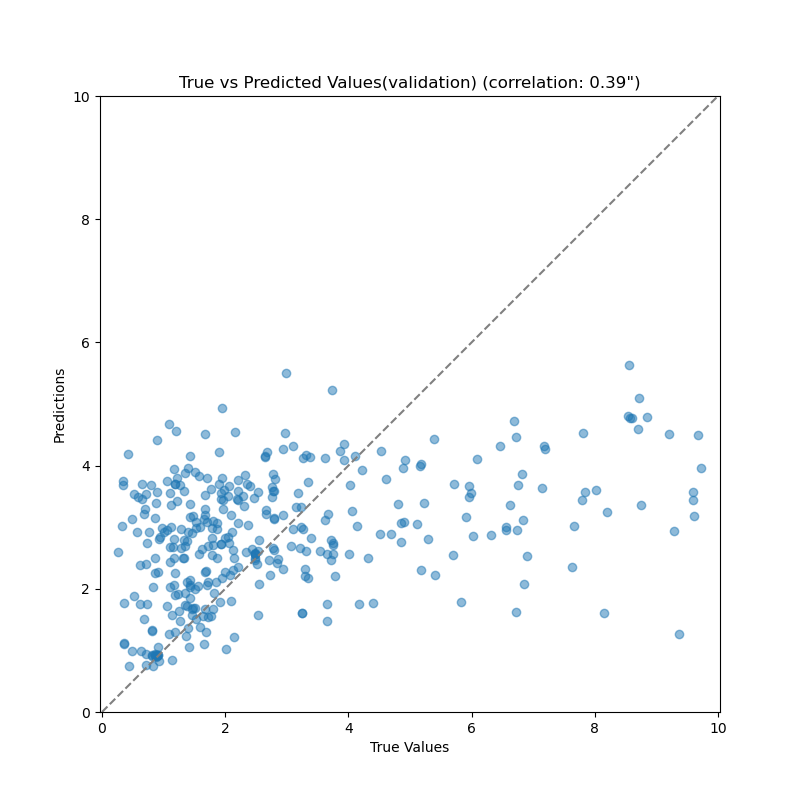 True vs Predicted Values(validation) (correlation: 0.39")
10
8
6
4
2
0
Predictions
0 2 4 6 8 10
True Values